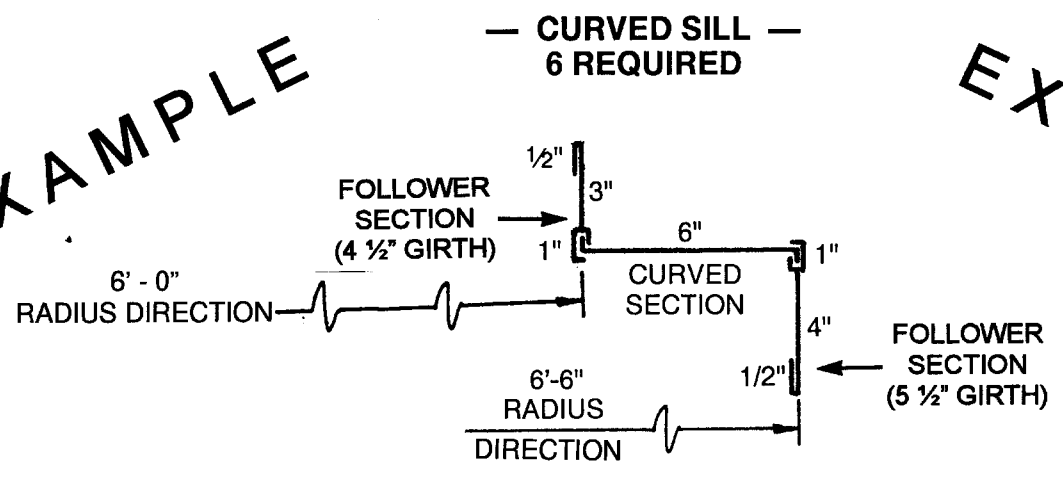 — CURVED SILL —
6 REQUIRED
XAMPLE
EX
1/2"
3"
FOLLOWER
SECTION
(4 ½" GIRTH)
1"
6"
1"
CURVED
SECTION
6' - 0"
RADIUS DIRECTION
4"
FOLLOWER
SECTION
(5 ½" GIRTH)
1/2"
6'-6"
RADIUS
DIRECTION